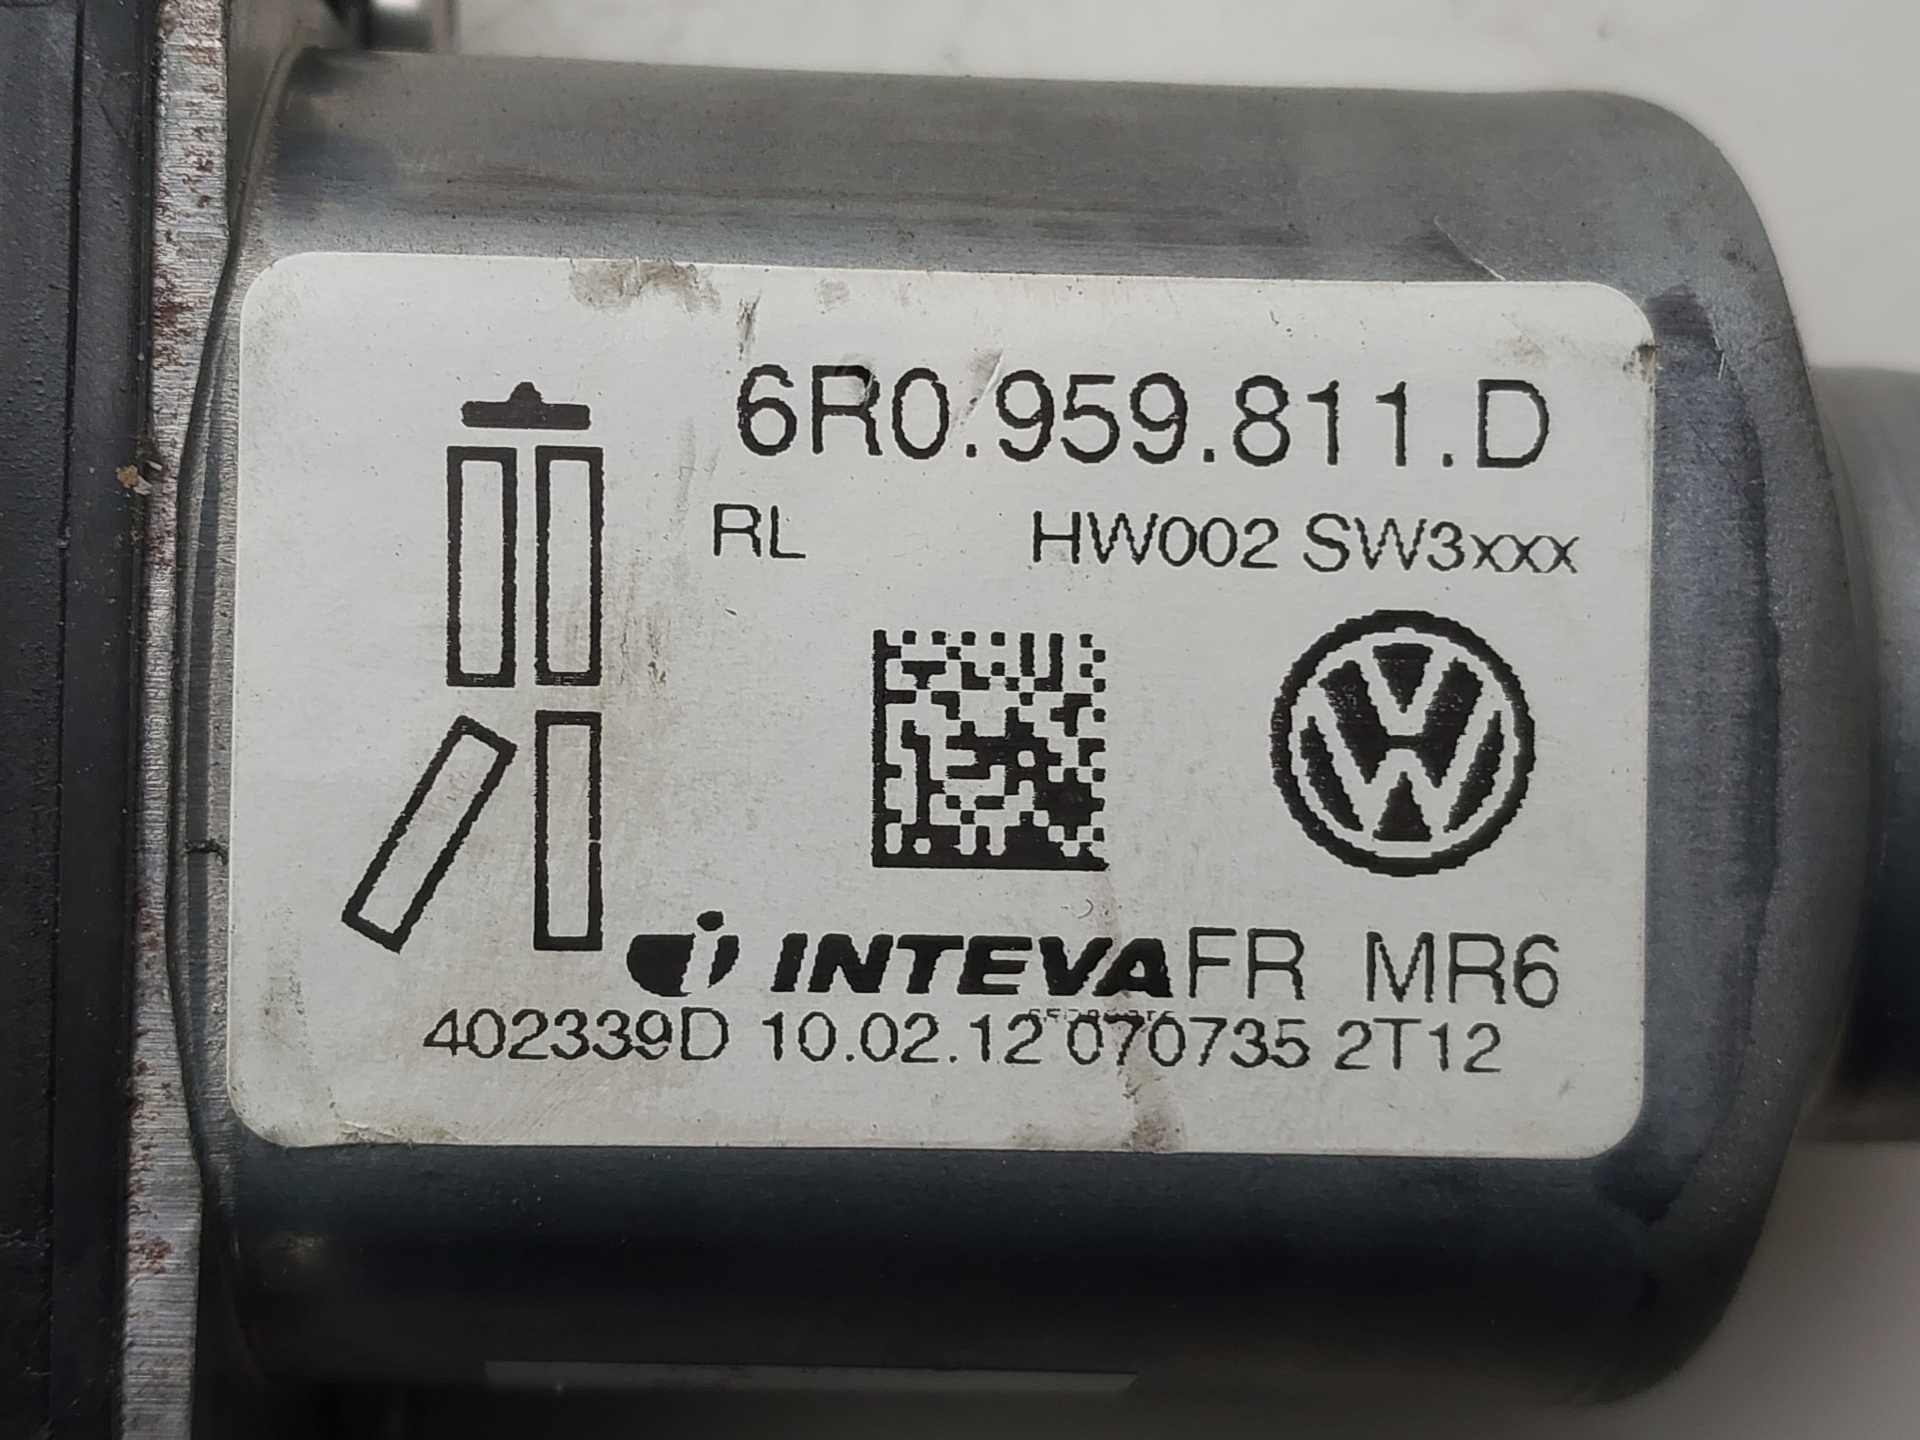 6R0.959.811.D
RL HW002 SW3xxx
INTEVA FR MR6
402339D 10.02.12 070735 2T12